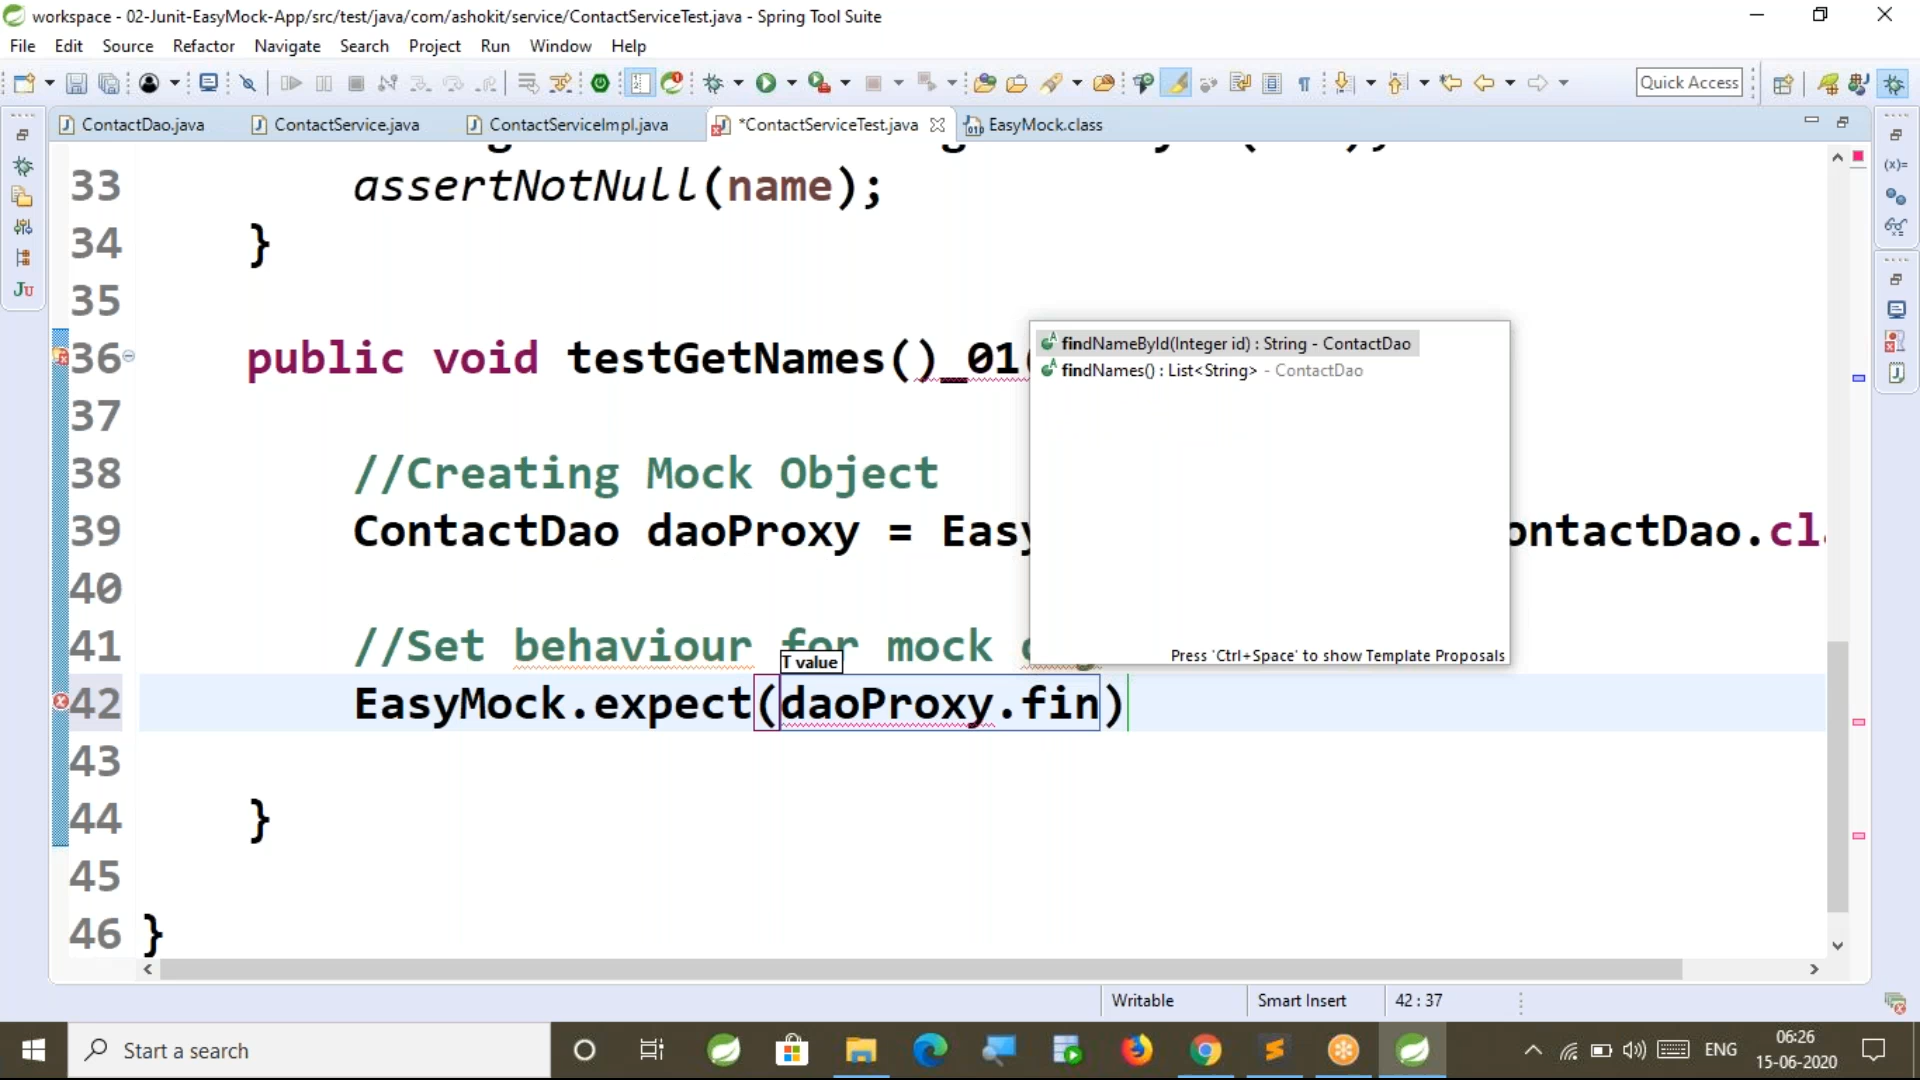 workspace - 02-Junit-EasyMock-App/src/test/java/com/ashokit/service/ContactServiceTest.java - Spring Tool Suite
File Edit Source Refactor Navigate Search Project Run Window Help
Quick Access
ContactDao.java ContactService.java ContactServiceImpl.java *ContactServiceTest.java EasyMock.class
33 assertNotNull(name);
34 }
35
36 public void testGetNames()_01
37
38 //Creating Mock Object
39 ContactDao daoProxy = Easy ontactDao.cl
40
41 //Set behaviour for mock
42 EasyMock.expect(daoProxy.fin)
43
44 }
45
46 }
findNameById(Integer id) : String - ContactDao
findNames() : List<String> - ContactDao
Press 'Ctrl+Space' to show Template Proposals
T value
Writable Smart Insert 42 : 37
Start a search
ENG
06:26
15-06-2020